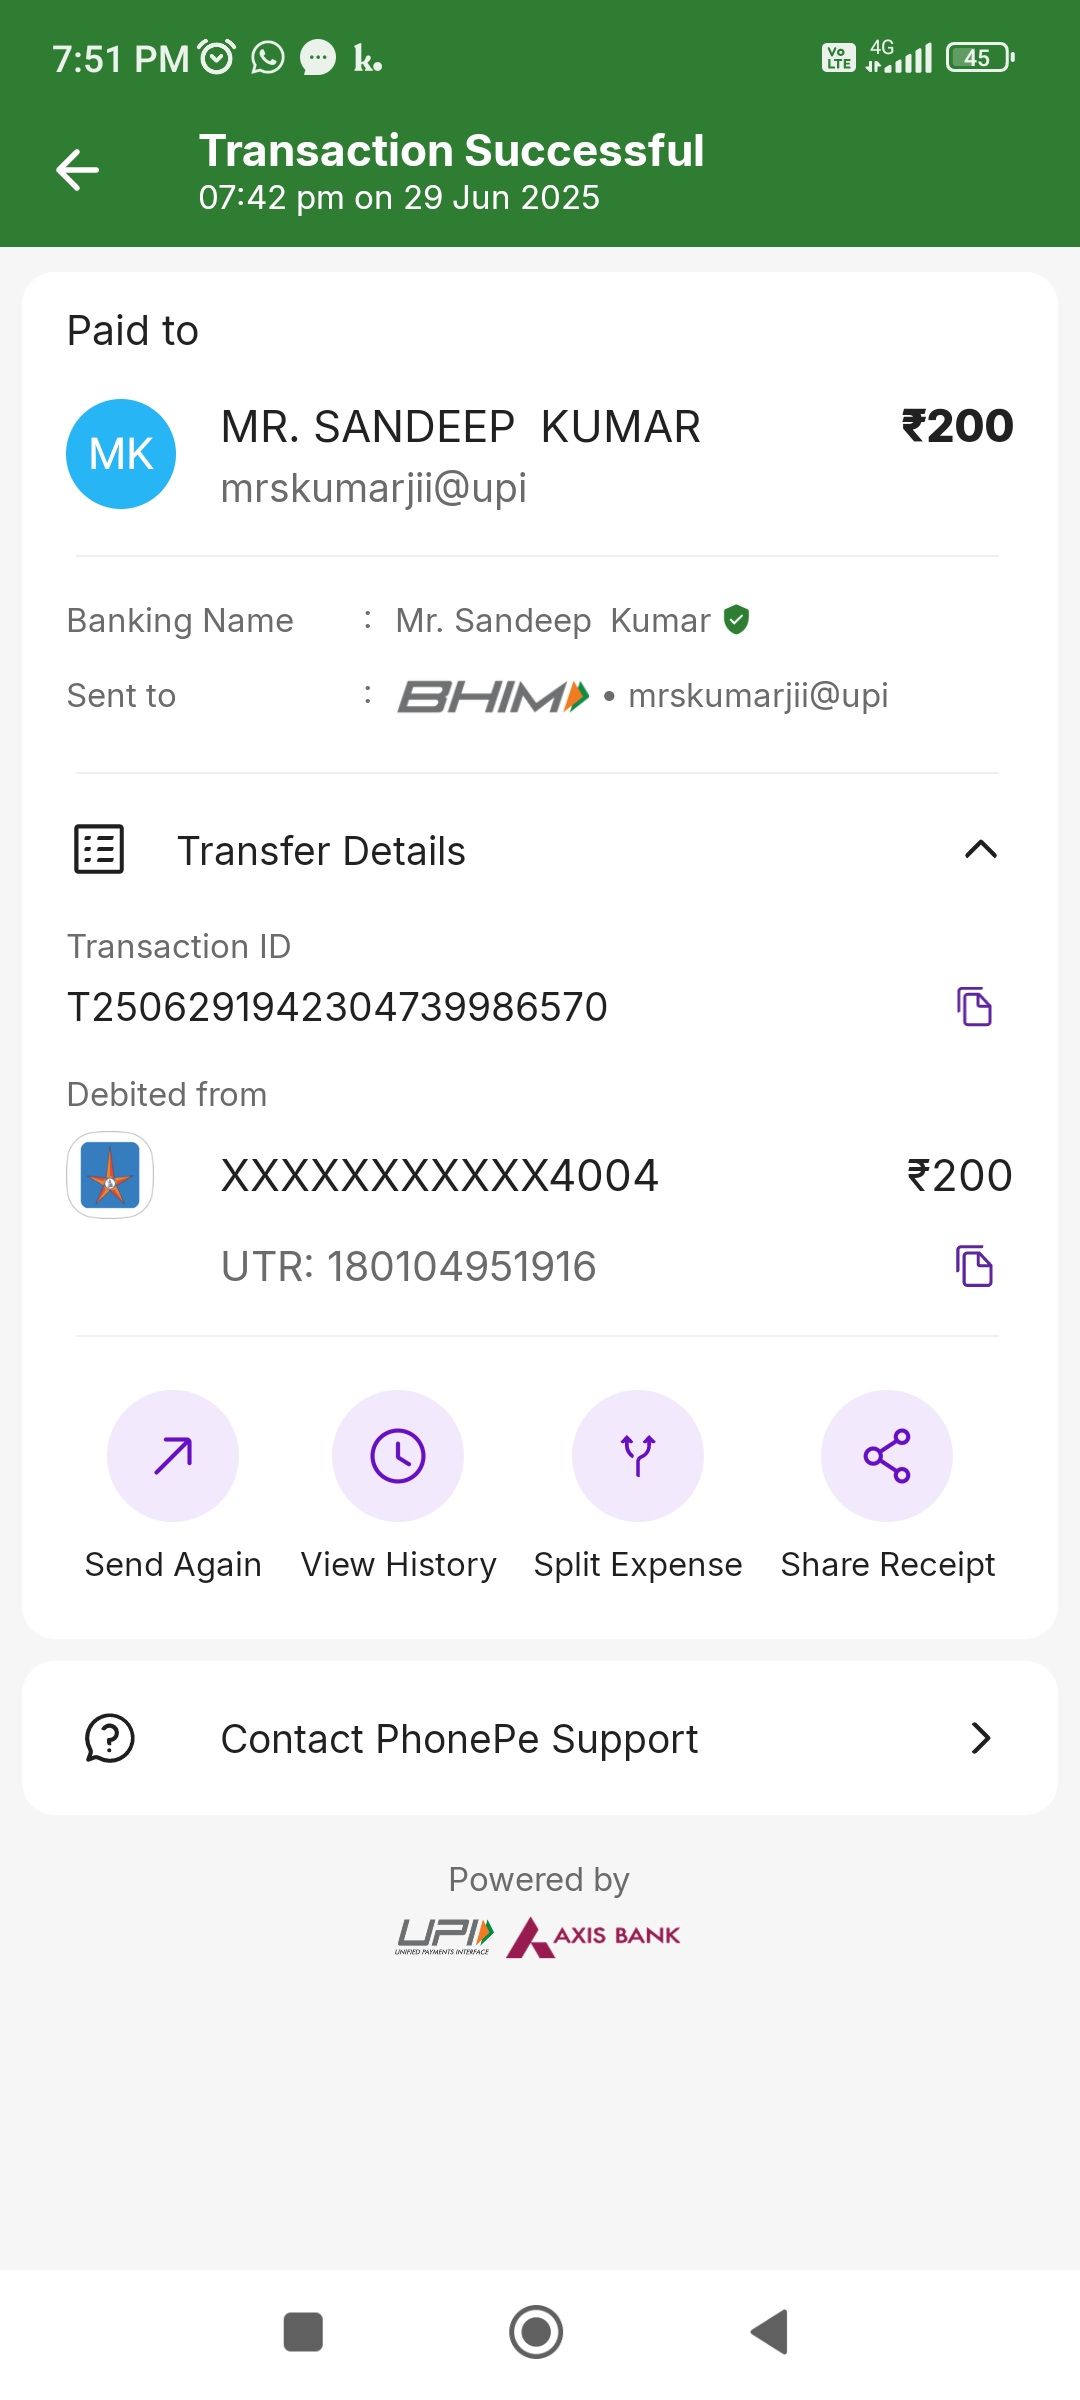 7:51 PM k. Vo LTE 4G 45
Transaction Successful
07:42 pm on 29 Jun 2025
Paid to
MK MR. SANDEEP KUMAR ₹200
mrskumarjii@upi
Banking Name : Mr. Sandeep Kumar
Sent to : BHIM • mrskumarjii@upi
Transfer Details
Transaction ID
T2506291942304739986570
Debited from
XXXXXXXXXXX4004 ₹200
UTR: 180104951916
Send Again View History Split Expense Share Receipt
Contact PhonePe Support
Powered by
UPI AXIS BANK
UNIFIED PAYMENTS INTERFACE